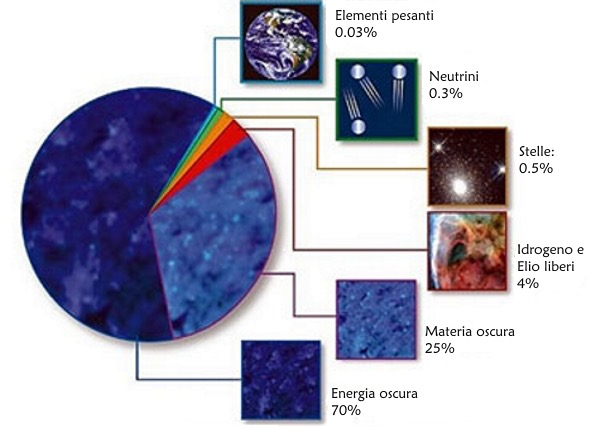 Elementi pesanti
0.03%
Neutrini
0.3%
Stelle:
0.5%
Idrogeno e
Elio liberi
4%
Materia oscura
25%
Energia oscura
70%